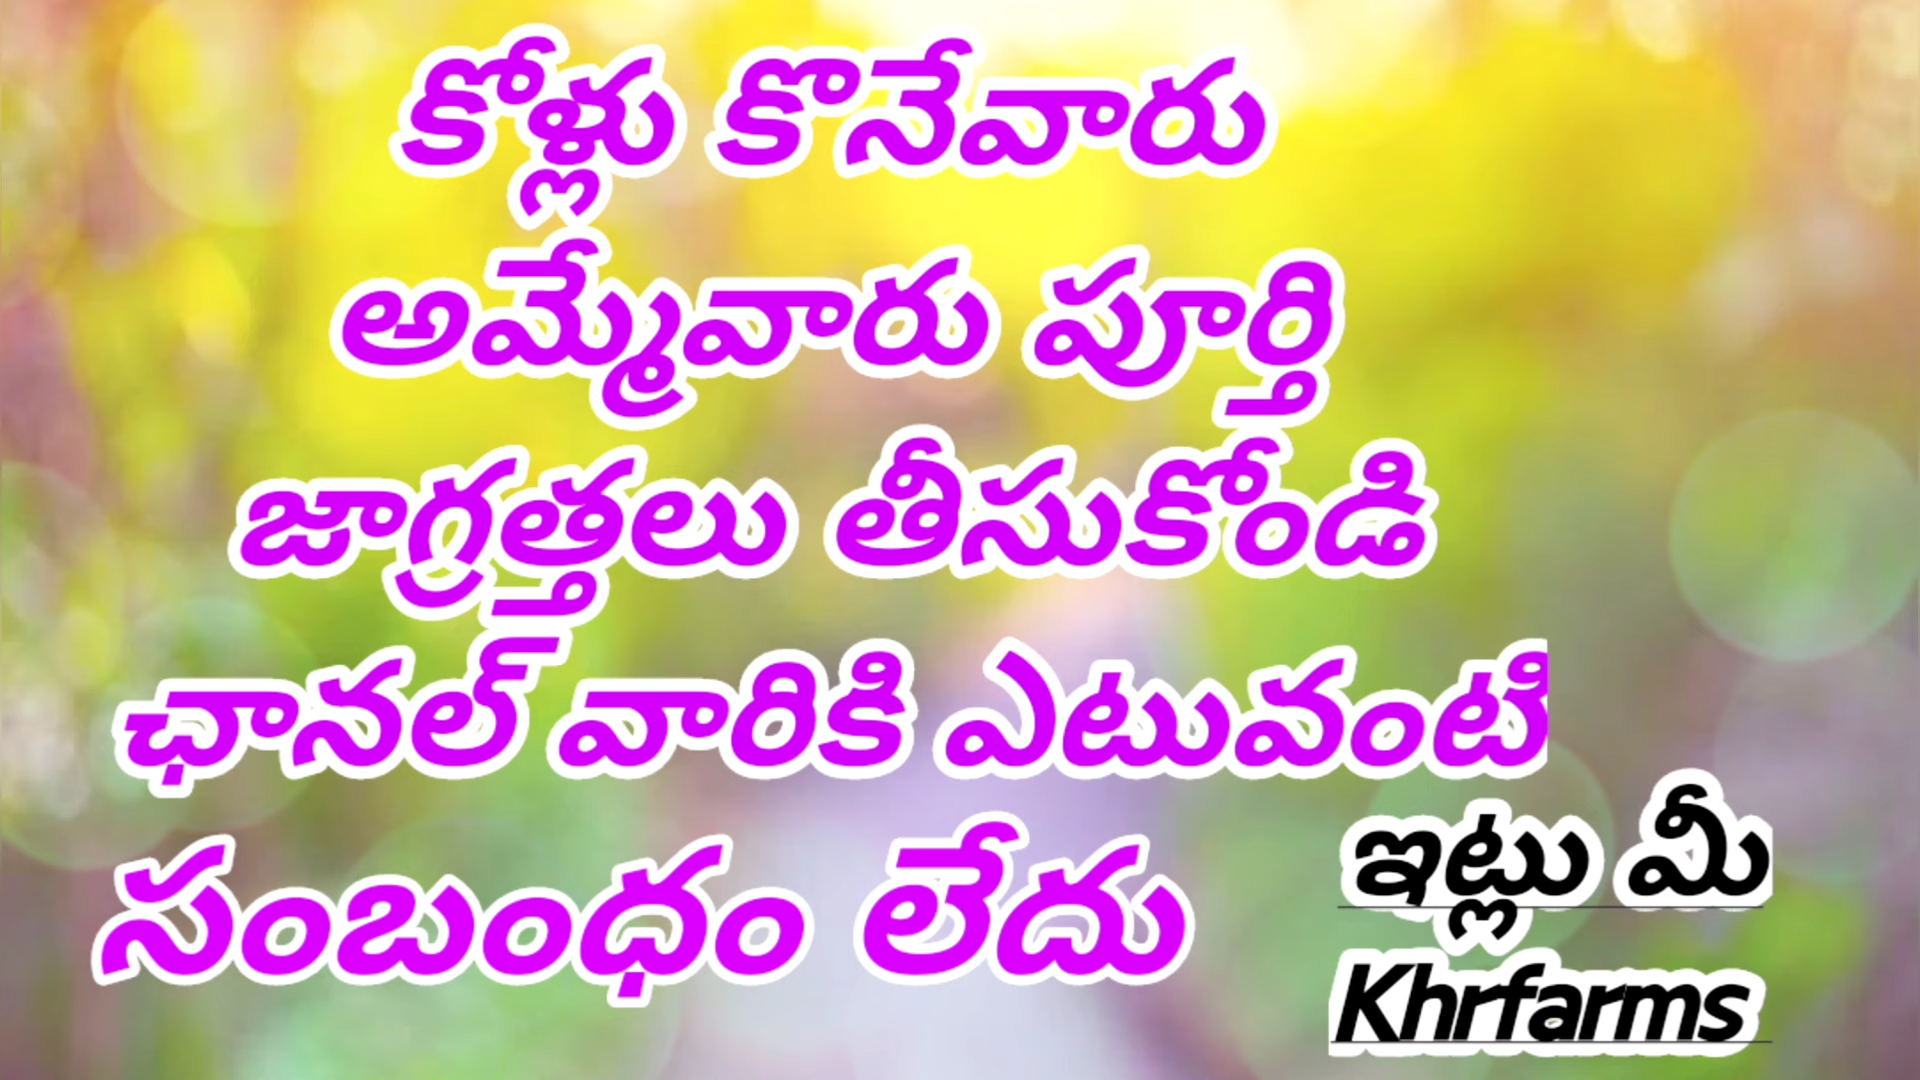 కోళ్లు కొనేవారు
అమ్మేవారు పూర్తి
జాగ్రత్తలు తీసుకోండి
ఛానల్ వారికి ఎటువంటి
సంబంధం లేదు
ఇట్లు మీ
Khrfarms